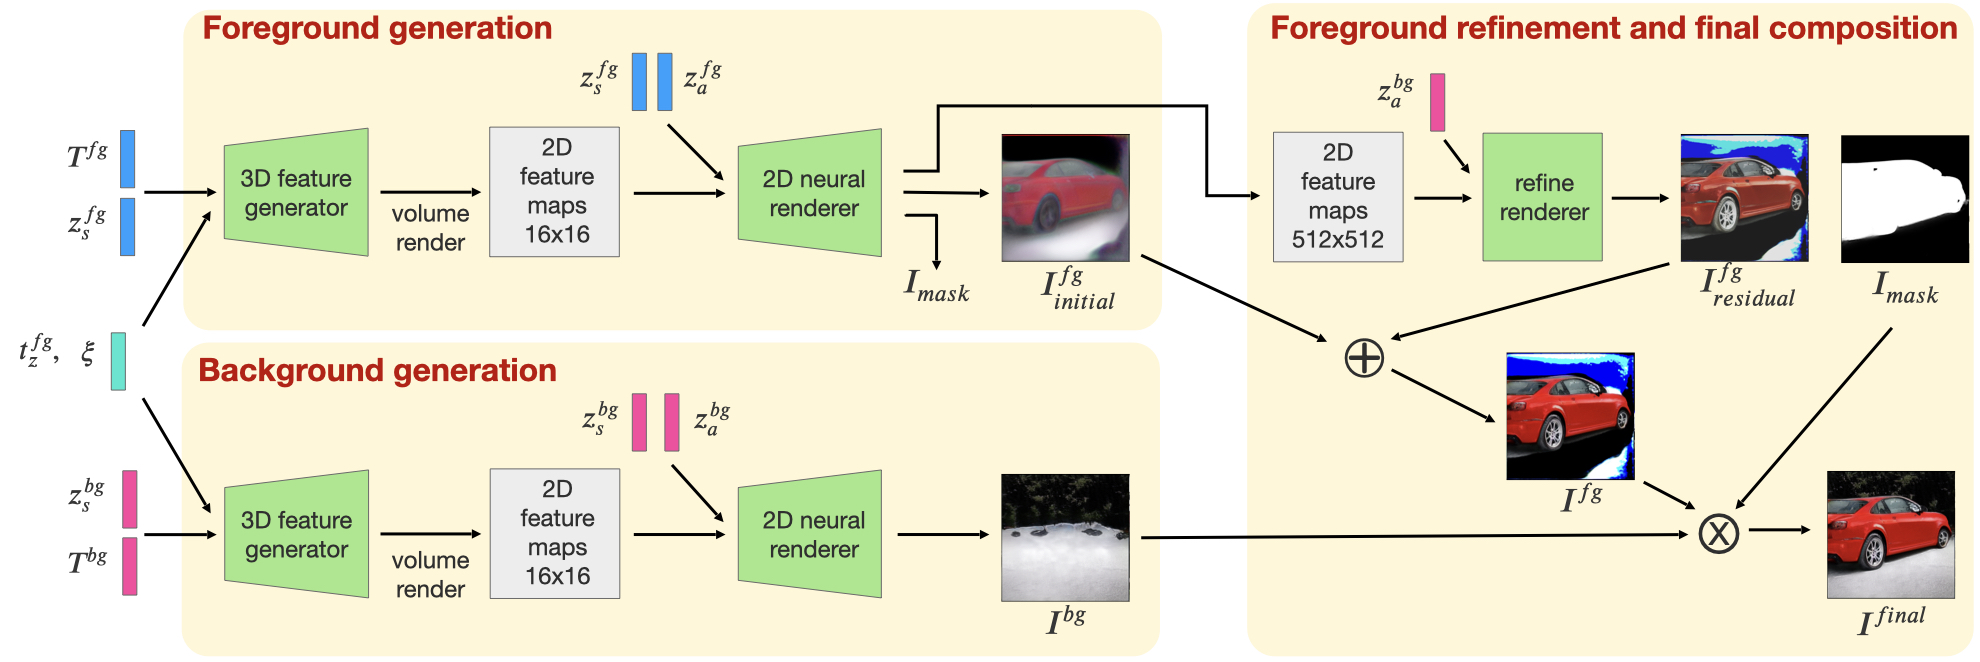 Foreground generation
T^{fg}
z_s^{fg}
t_z^{fg}, ξ
3D feature
generator
volume
render
2D
feature
maps
16x16
z_s^{fg}
z_a^{fg}
2D neural
renderer
I_{mask}
I_{initial}^{fg}
Background generation
z_s^{bg}
T^{bg}
3D feature
generator
volume
render
2D
feature
maps
16x16
z_s^{bg}
z_a^{bg}
2D neural
renderer
I^{bg}
Foreground refinement and final composition
2D
feature
maps
512x512
z_a^{bg}
refine
renderer
I_{residual}^{fg}
I_{mask}
+
I^{fg}
X
I^{final}